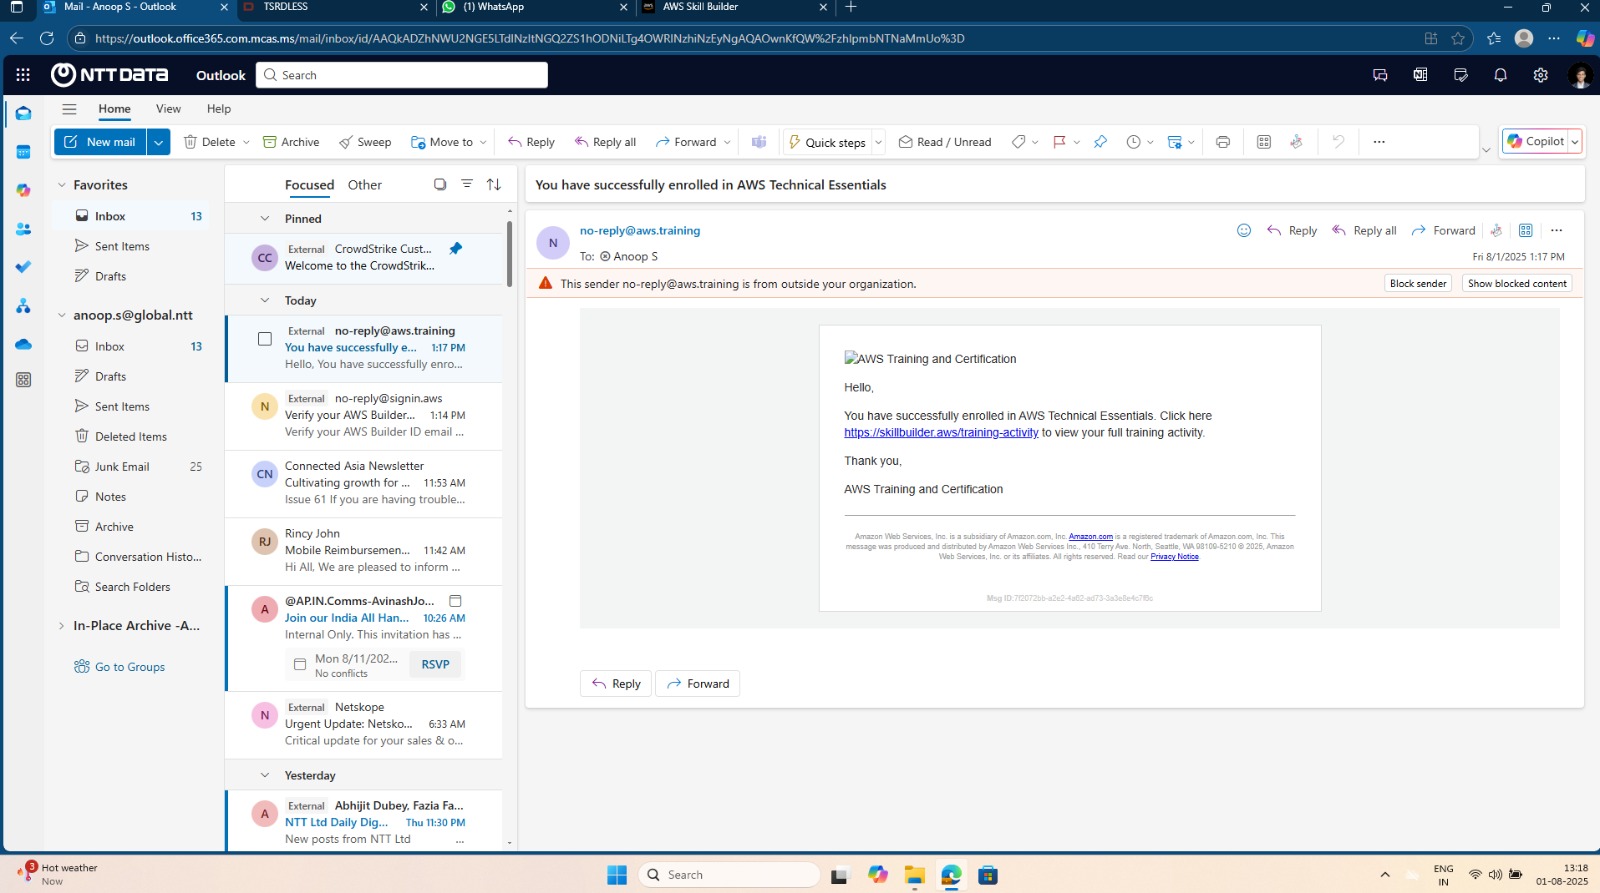 Mail - Anoop S - Outlook
TSRDLESS
(1) WhatsApp
AWS Skill Builder
https://outlook.office365.com.mcas.ms/mail/inbox/id/
NTT DATA
Outlook
Search
Home
View
Help
New mail
Delete
Archive
Sweep
Move to
Reply
Reply all
Forward
Quick steps
Read / Unread
Copilot
Favorites
Inbox 13
Sent Items
Drafts
anoop.s@global.ntt
Inbox 13
Drafts
Sent Items
Deleted Items
Junk Email 25
Notes
Archive
Conversation Histo...
Search Folders
In-Place Archive -A...
Go to Groups
Focused
Other
Pinned
CC
External CrowdStrike Cust...
Welcome to the CrowdStrik...
Today
External no-reply@aws.training
You have successfully e... 1:17 PM
Hello, You have successfully enro...
N
External no-reply@signin.aws
Verify your AWS Builder... 1:14 PM
Verify your AWS Builder ID email ...
CN
Connected Asia Newsletter
Cultivating growth for ... 11:53 AM
Issue 61 If you are having trouble...
RJ
Rincy John
Mobile Reimbursemen... 11:42 AM
Hi All, We are pleased to inform ...
A
@AP.IN.Comms-AvinashJo...
Join our India All Han... 10:26 AM
Internal Only. This invitation has ...
Mon 8/11/202...
No conflicts
RSVP
N
External Netskope
Urgent Update: Netsko... 6:33 AM
Critical update for your sales & o...
Yesterday
A
External Abhijit Dubey, Fazia Fa...
NTT Ltd Daily Dig... Thu 11:30 PM
New posts from NTT Ltd ...
You have successfully enrolled in AWS Technical Essentials
N
no-reply@aws.training
Reply
Reply all
Forward
To: Anoop S
Fri 8/1/2025 1:17 PM
This sender no-reply@aws.training is from outside your organization.
Block sender
Show blocked content
AWS Training and Certification
Hello,
You have successfully enrolled in AWS Technical Essentials. Click here
https://skillbuilder.aws/training-activity to view your full training activity.
Thank you,
AWS Training and Certification
Amazon Web Services, Inc. is a subsidiary of Amazon.com, Inc. Amazon.com is a registered trademark of Amazon.com, Inc. This
message was produced and distributed by Amazon Web Services Inc., 410 Terry Ave. North, Seattle, WA 98109-5210 © 2025, Amazon
Web Services, Inc. or its affiliates. All rights reserved. Read our Privacy Notice.
Msg ID:
Reply
Forward
3
Hot weather
Now
Search
ENG
IN
13:18
01-08-2025